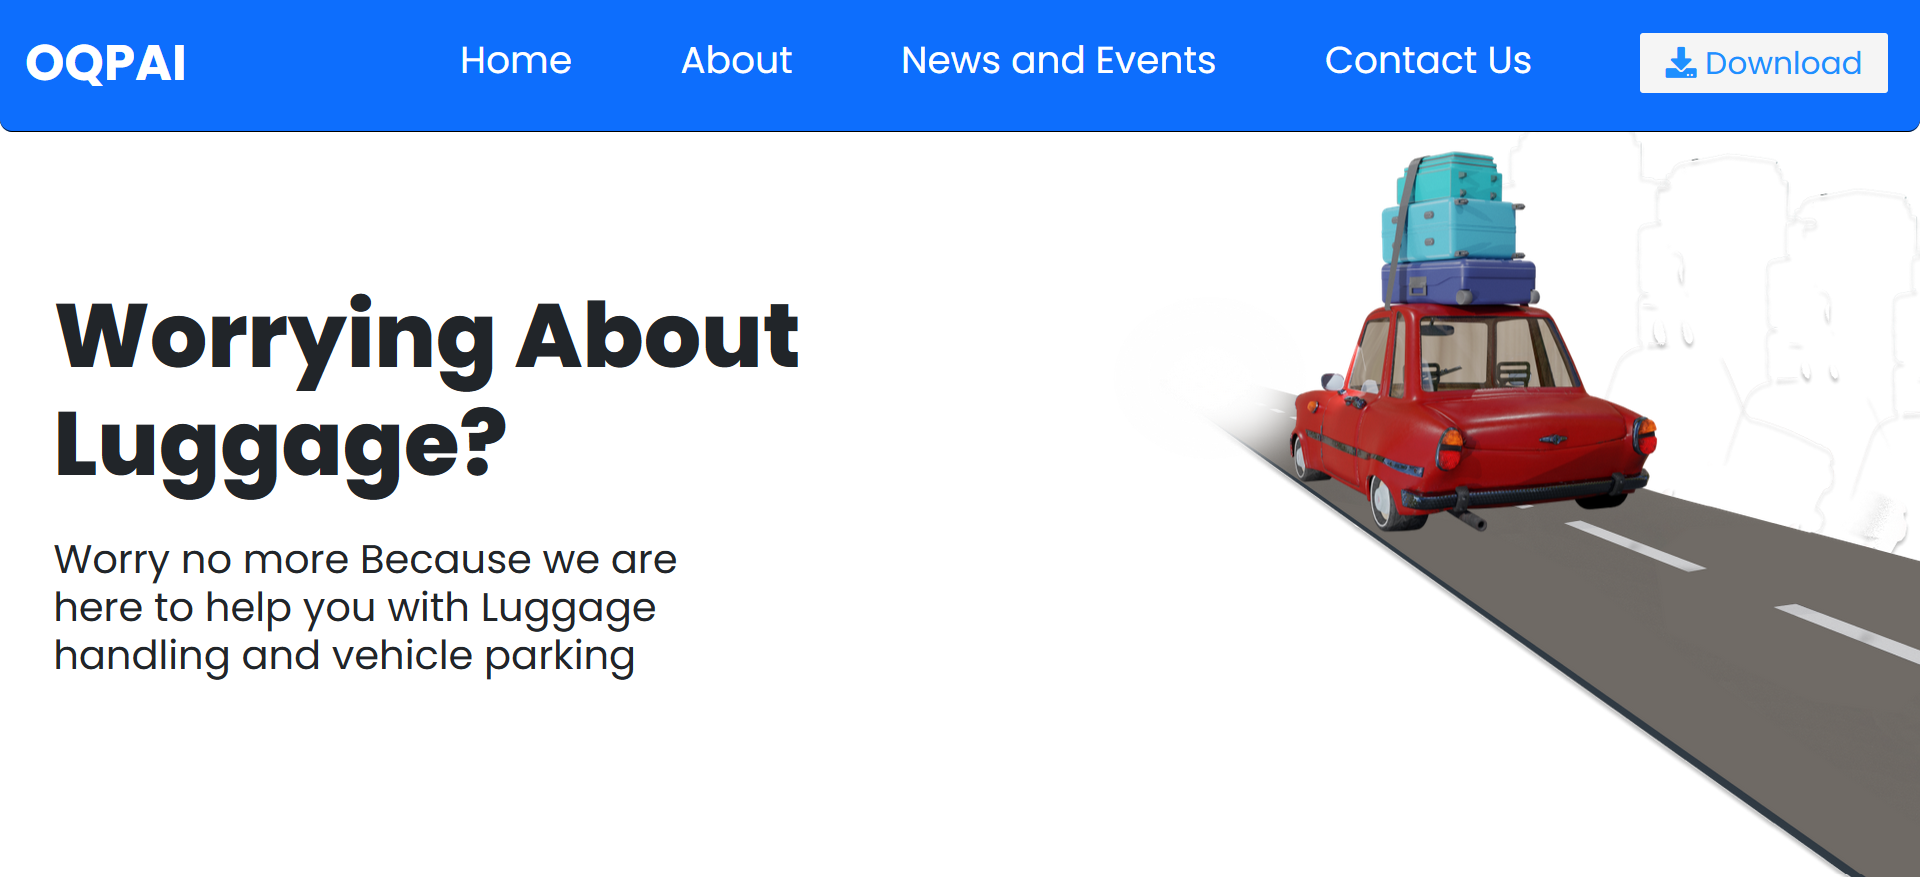 OQPAI
Home
About
News and Events
Contact Us
Download
Worrying About
Luggage?
Worry no more Because we are
here to help you with Luggage
handling and vehicle parking